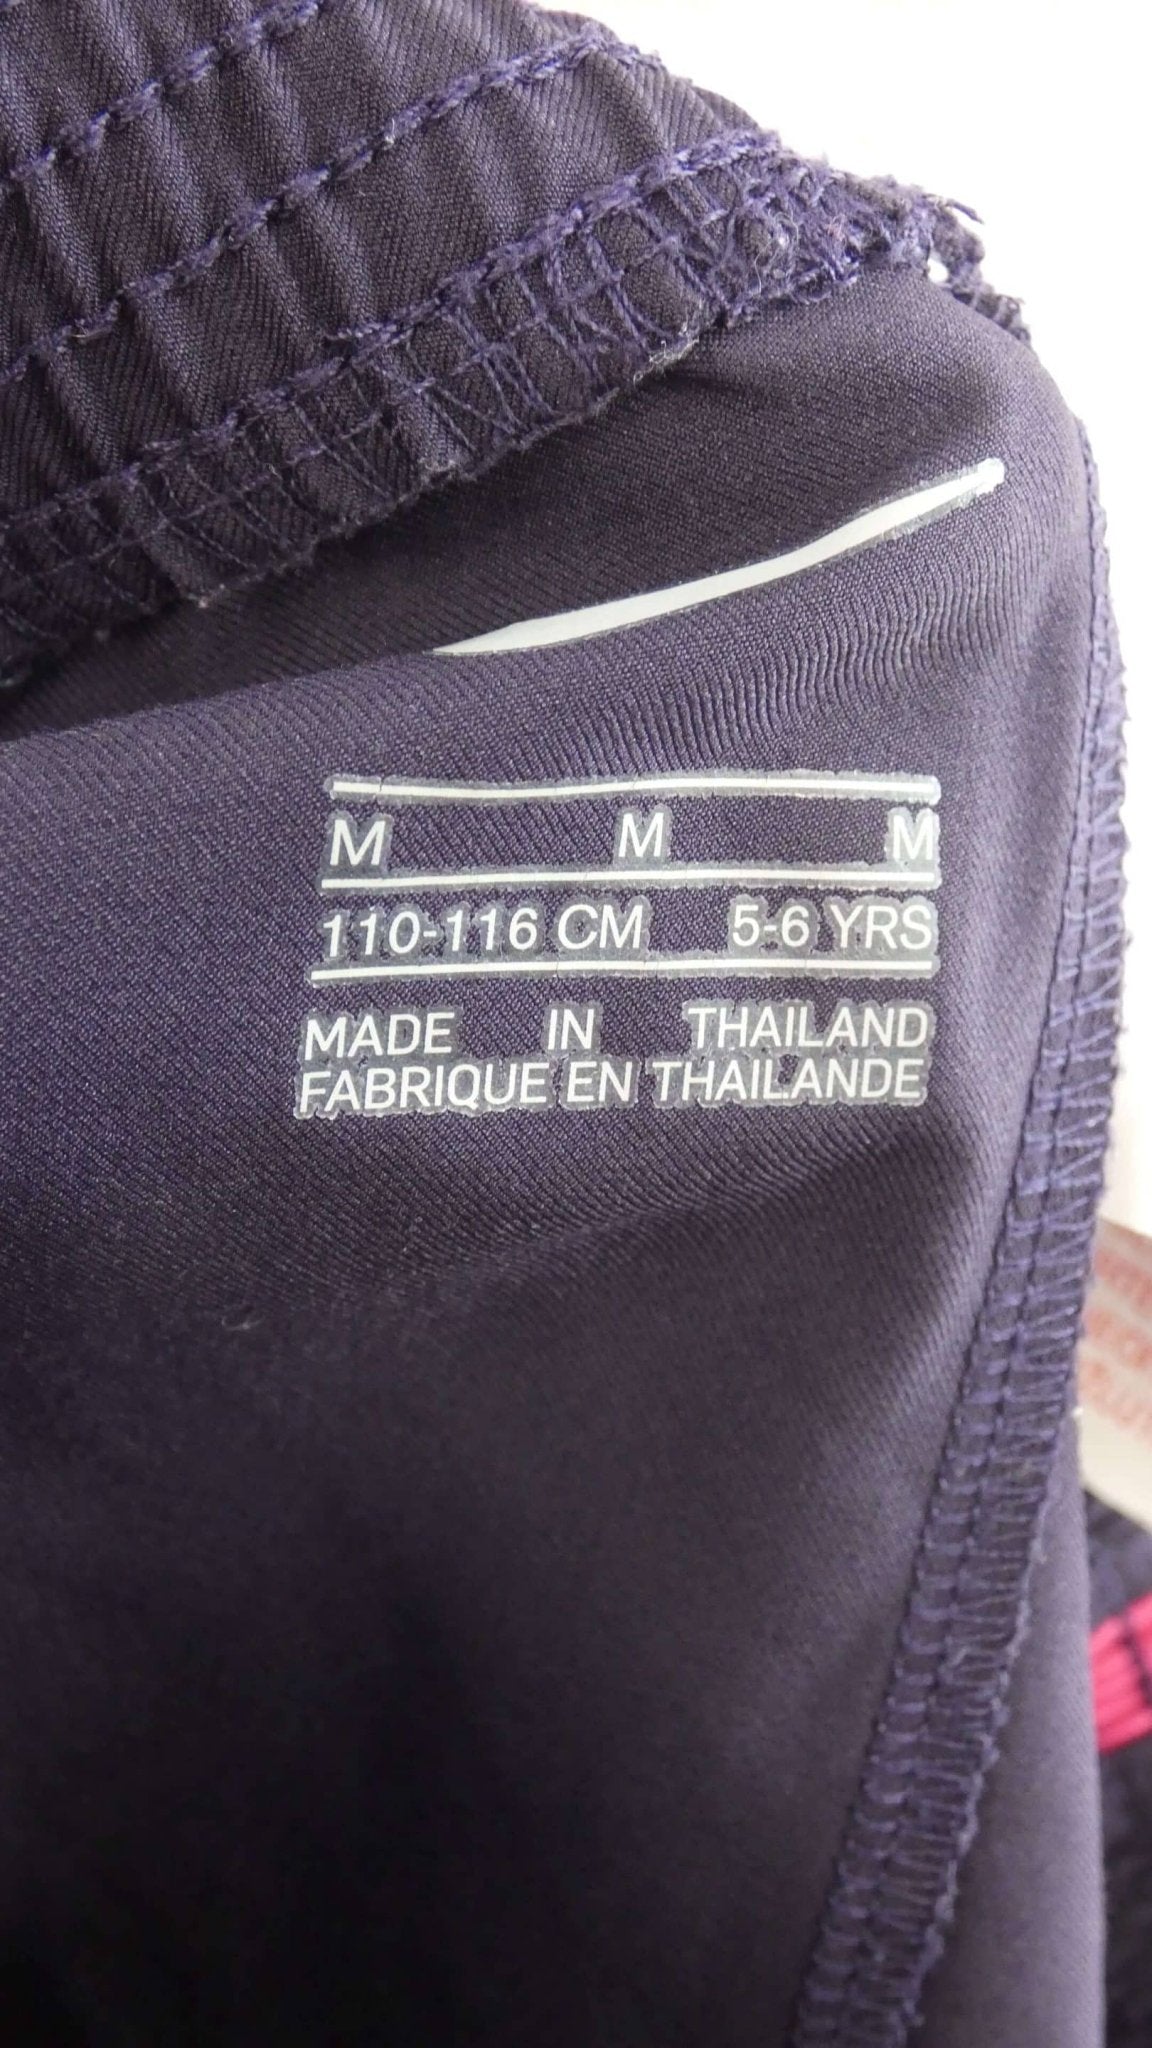 M M M
110-116 CM 5-6 YRS
MADE IN THAILAND
FABRIQUE EN THAILANDE